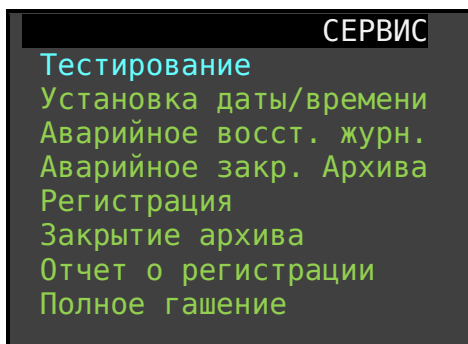 СЕРВИС
Тестирование
Установка даты/времени
Аварийное восст. журн.
Аварийное закр. Архива
Регистрация
Закрытие архива
Отчет о регистрации
Полное гашение